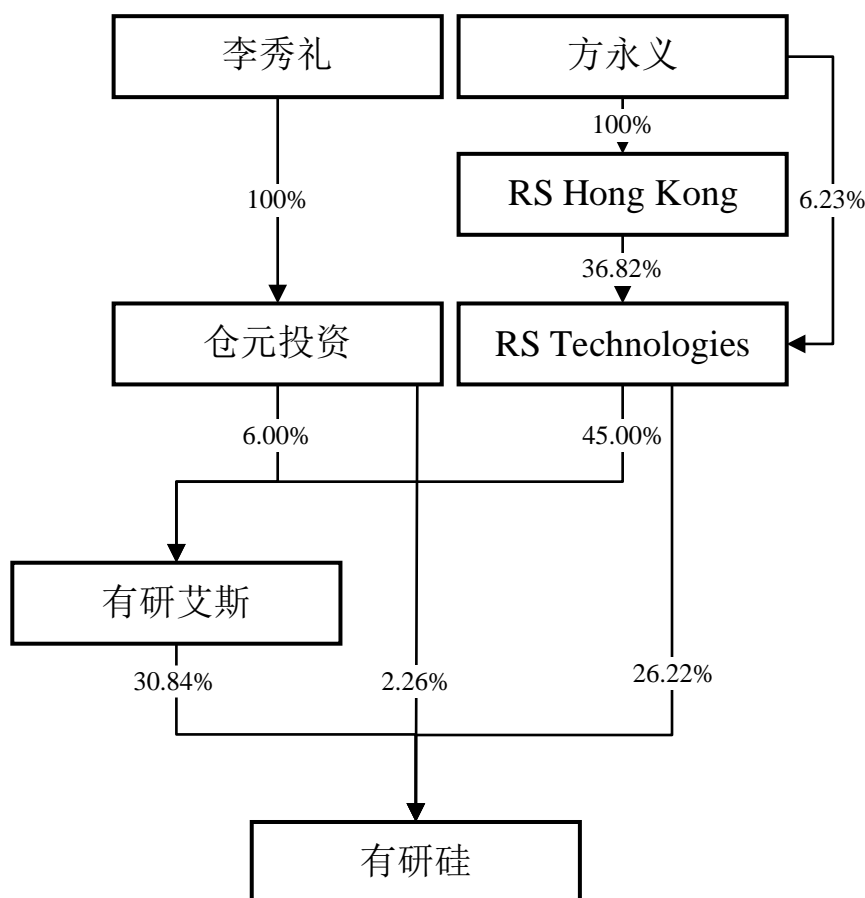 李秀礼
方永义
100%
RS Hong Kong
100%
6.23%
36.82%
仓元投资
RS Technologies
6.00%
45.00%
有研艾斯
30.84%
2.26%
26.22%
有研硅